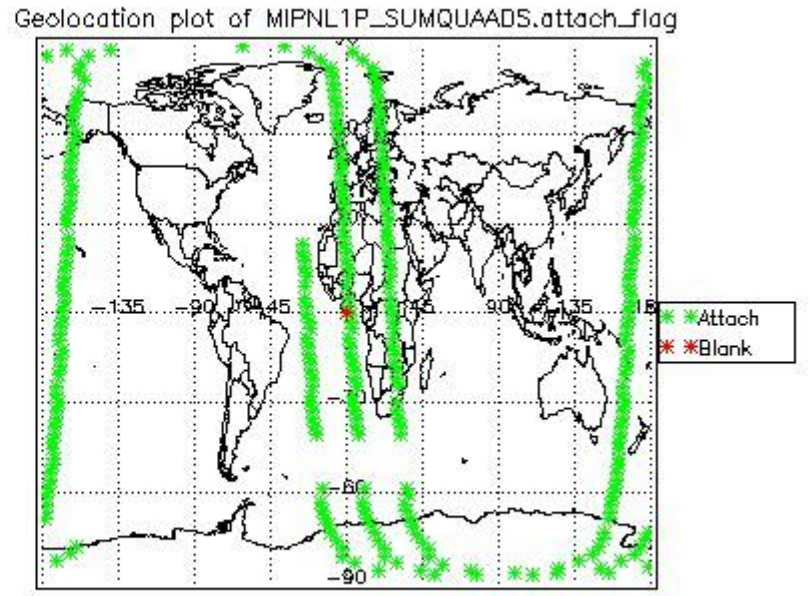 Geolocation plot of MIPNL1P_SUMQUAADS.attach_flag
-135 -90 -45 45 90 135
Attach
Blank
-60
-90